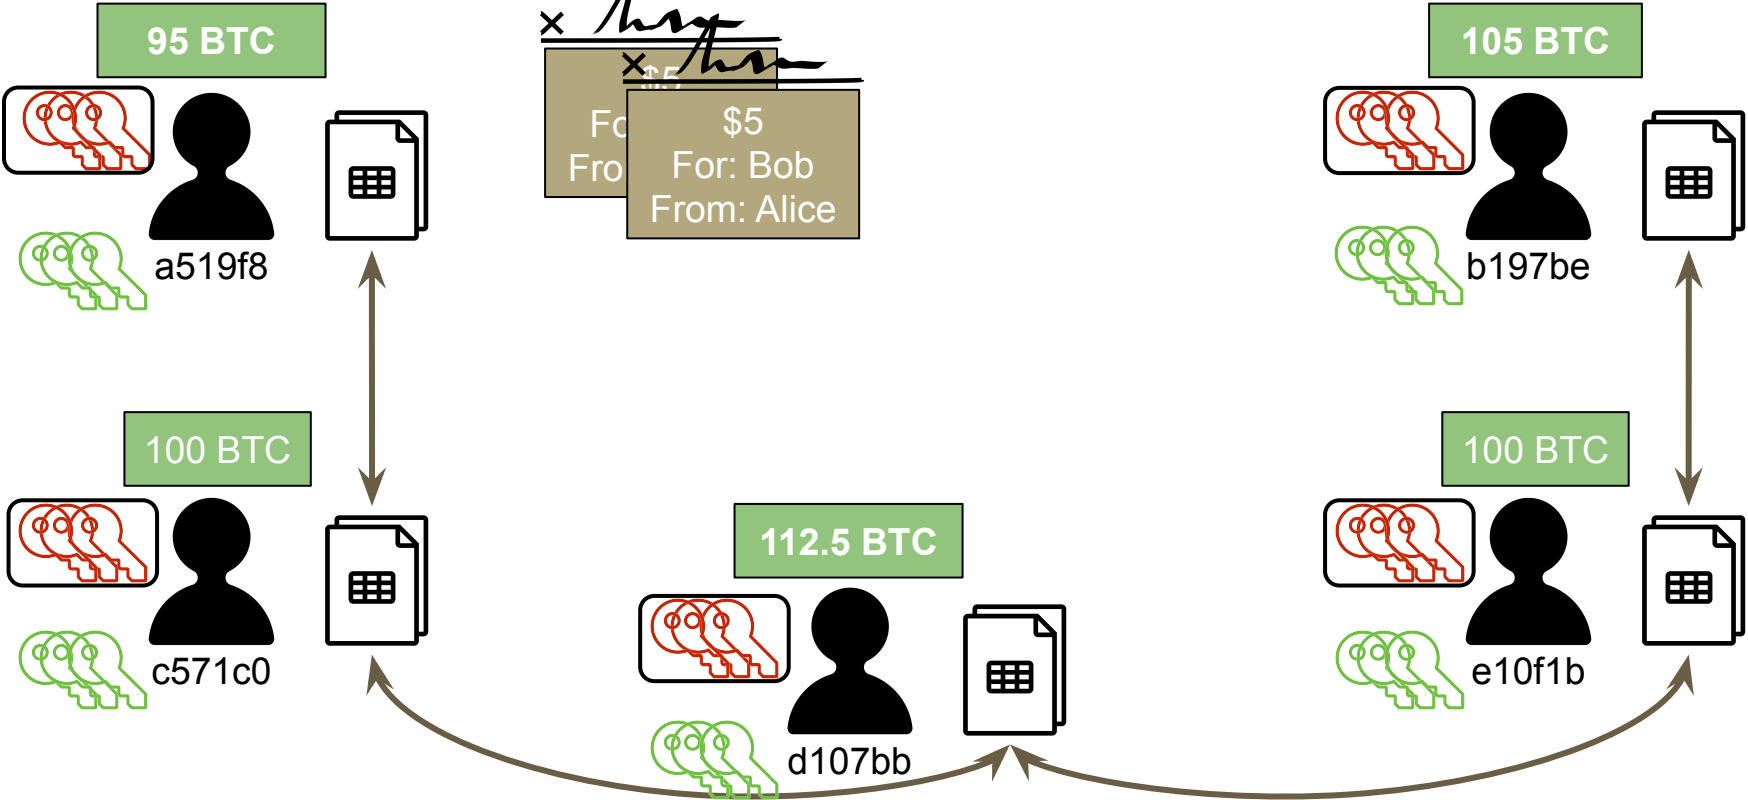 95 BTC
a519f8
$5
$5
For: Bob
From: Alice
105 BTC
b197be
100 BTC
c571c0
112.5 BTC
d107bb
100 BTC
e10f1b